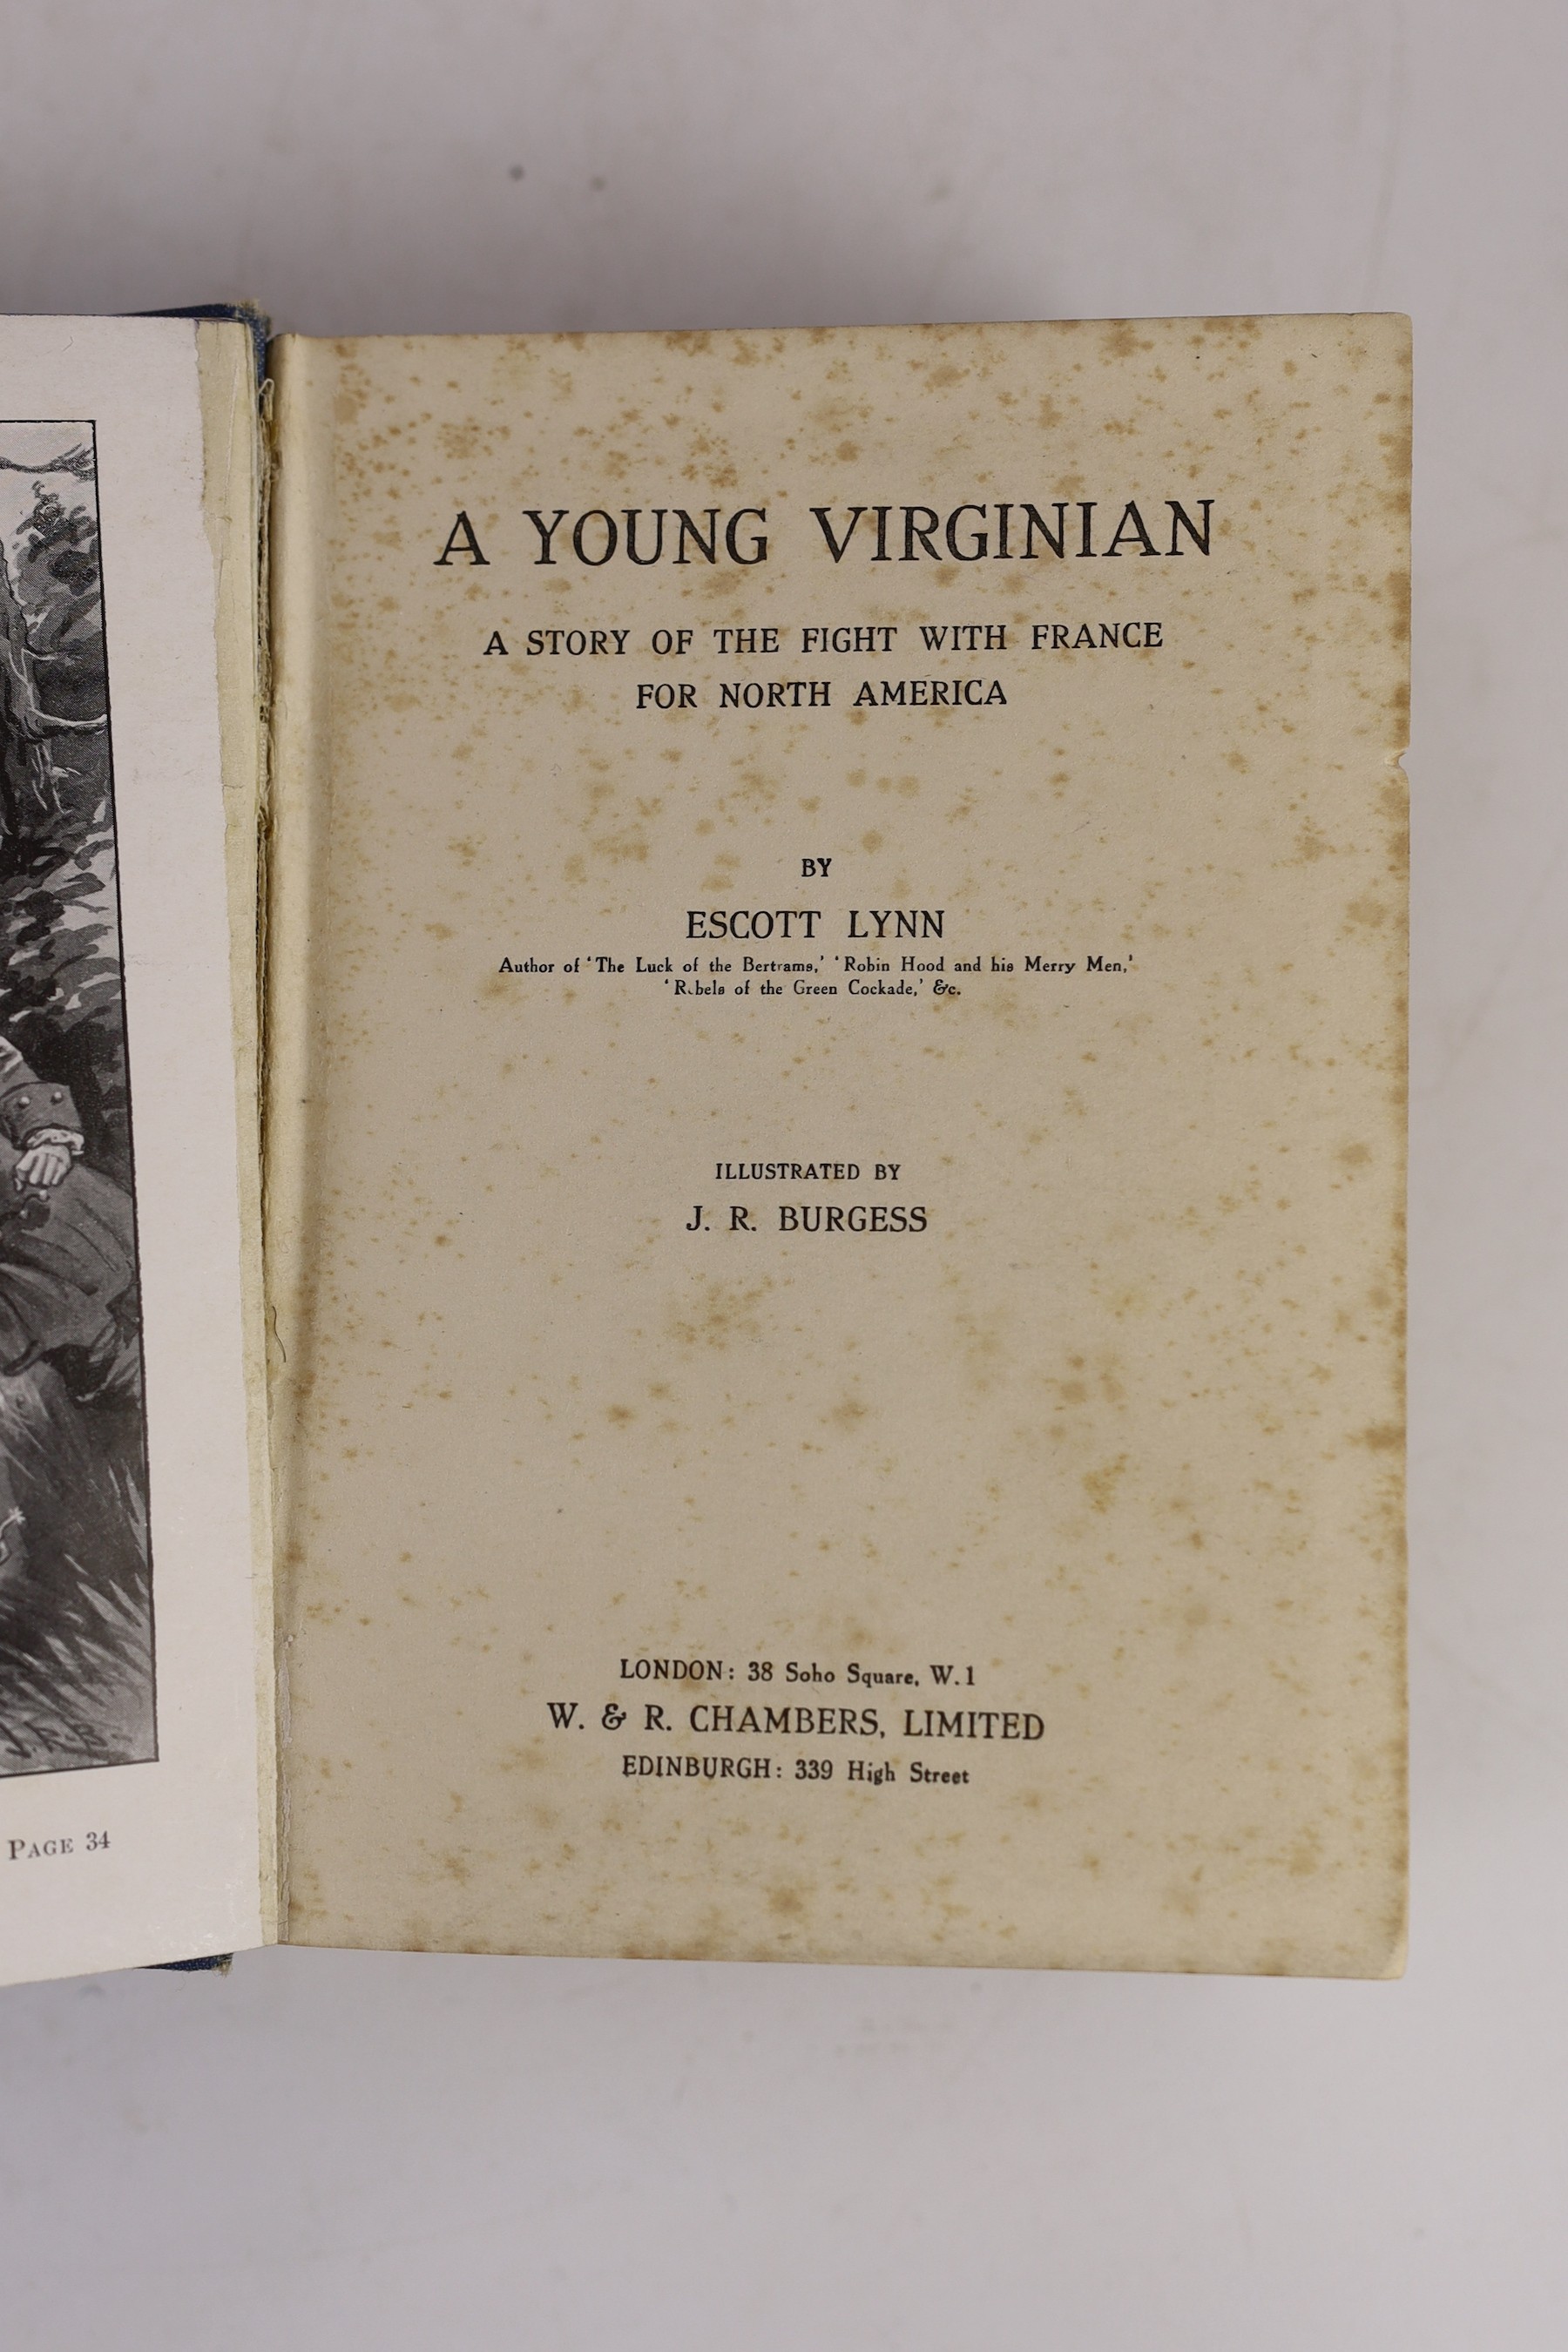 J.R.B.
PAGE 34
A YOUNG VIRGINIAN
A STORY OF THE FIGHT WITH FRANCE
FOR NORTH AMERICA
BY
ESCOTT LYNN
Author of ‘The Luck of the Bertrams,’ ‘Robin Hood and his Merry Men,’
‘Rebels of the Green Cockade,’ &c.
ILLUSTRATED BY
J. R. BURGESS
LONDON: 38 Soho Square, W.1
W. & R. CHAMBERS, LIMITED
EDINBURGH: 339 High Street